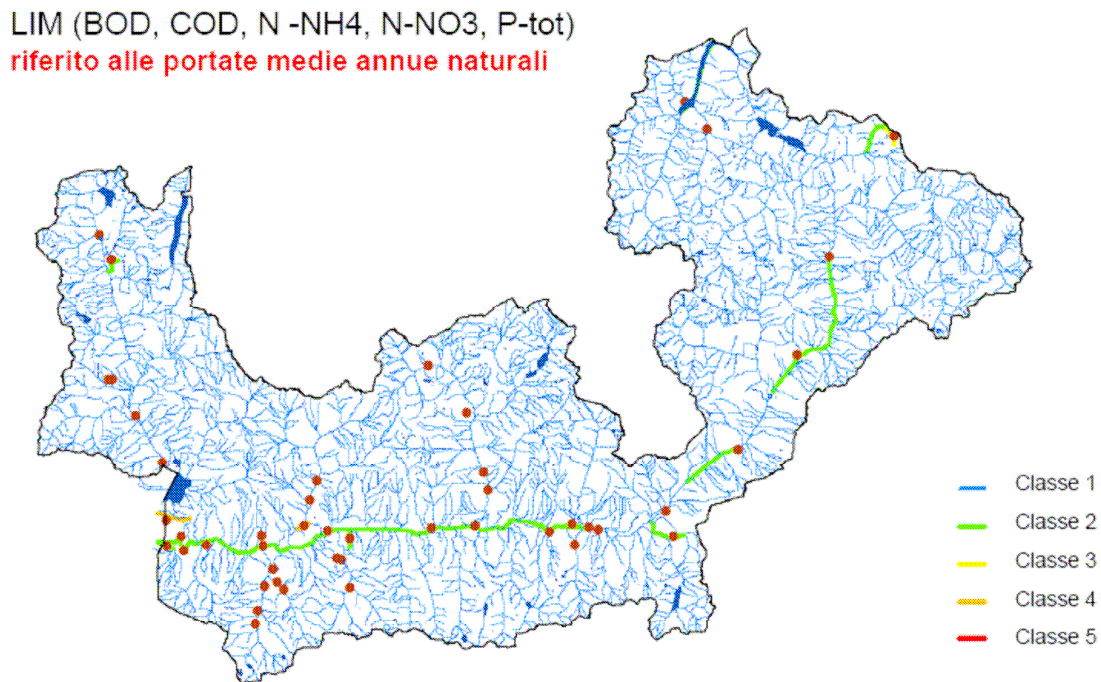 LIM (BOD, COD, N -NH4, N-NO3, P-tot)
riferito alle portate medie annue naturali
Classe 1
Classe 2
Classe 3
Classe 4
Classe 5